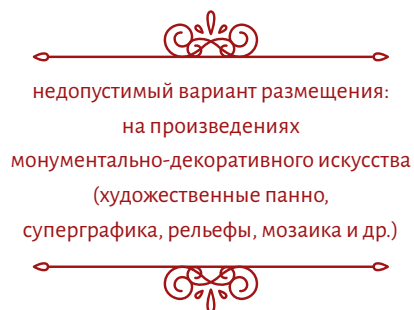 недопустимый вариант размещения:
на произведениях
монументально-декоративного искусства
(художественные панно,
суперграфика, рельефы, мозаика и др.)